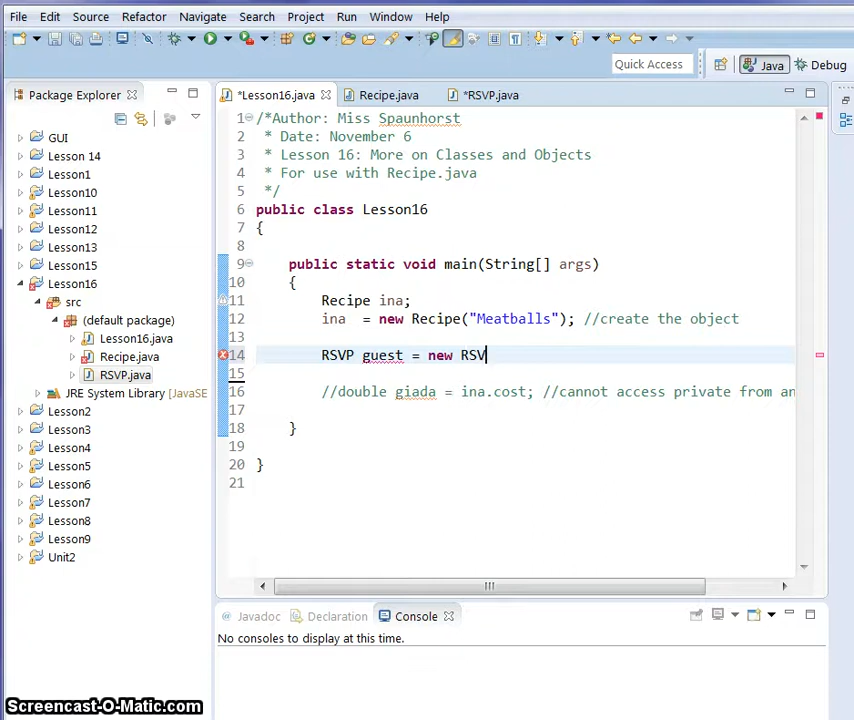 File Edit Source Refactor Navigate Search Project Run Window Help
Quick Access Java Debug
Package Explorer
GUI
Lesson 14
Lesson1
Lesson10
Lesson11
Lesson12
Lesson13
Lesson15
Lesson16
src
(default package)
Lesson16.java
Recipe.java
RSVP.java
JRE System Library [JavaSE
Lesson2
Lesson3
Lesson4
Lesson5
Lesson6
Lesson7
Lesson8
Lesson9
Unit2
*Lesson16.java Recipe.java *RSVP.java
1 /*Author: Miss Spaunhorst
2 * Date: November 6
3 * Lesson 16: More on Classes and Objects
4 * For use with Recipe.java
5 */
6 public class Lesson16
7 {
8
9 public static void main(String[] args)
10 {
11 Recipe ina;
12 ina = new Recipe("Meatballs"); //create the object
13
14 RSVP guest = new RSV
15
16 //double giada = ina.cost; //cannot access private from an
17
18 }
19
20 }
21
Javadoc Declaration Console
No consoles to display at this time.
Screencast-O-Matic.com